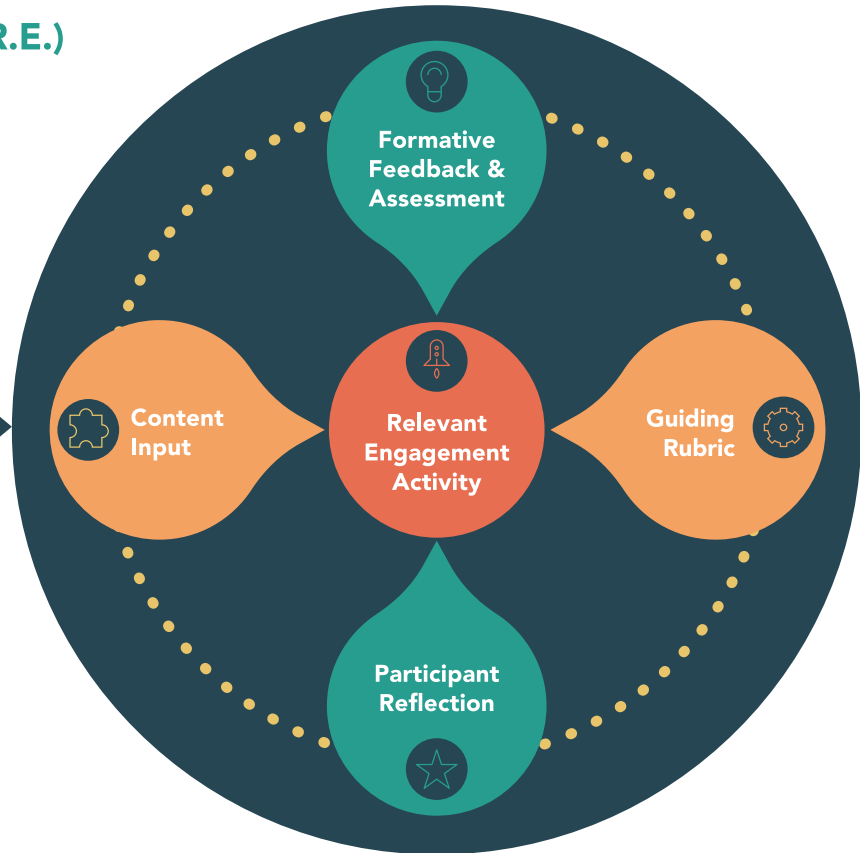 R.E.)
Formative
Feedback &
Assessment
Content
Input
Relevant
Engagement
Activity
Guiding
Rubric
Participant
Reflection